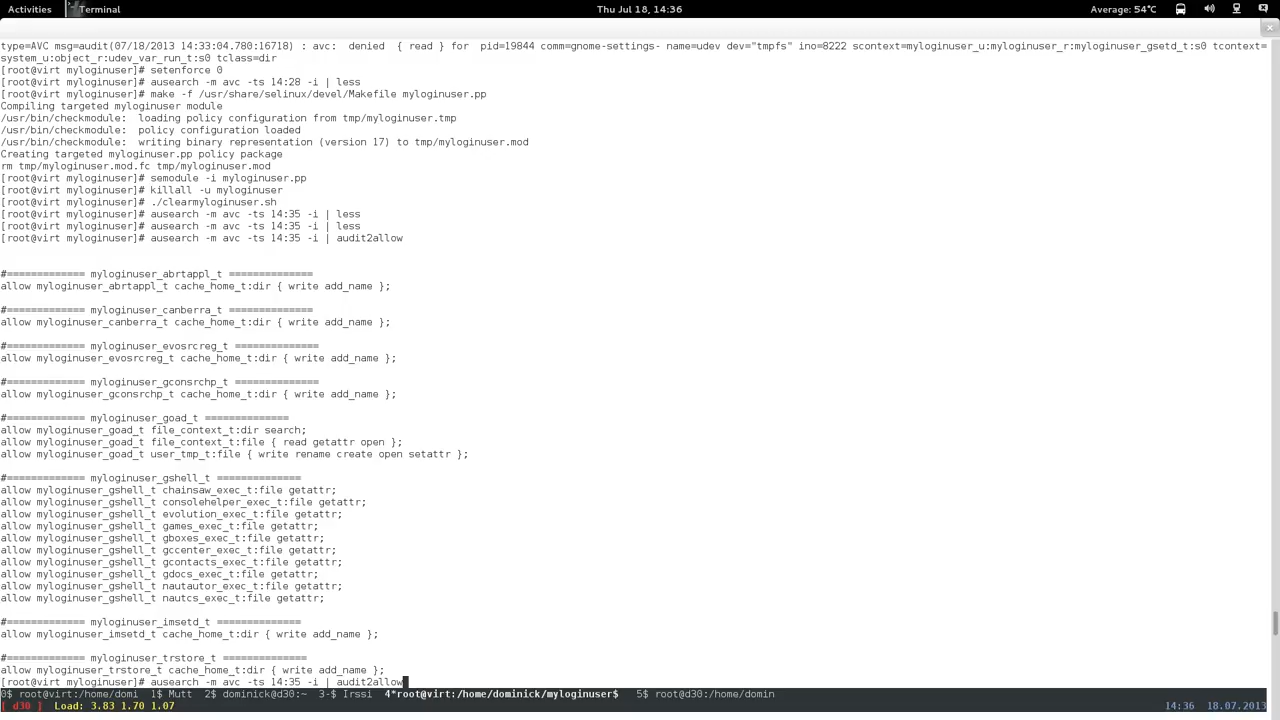 Activities Terminal Thu Jul 18, 14:36 Average: 54°C
type=AVC msg=audit(07/18/2013 14:33:04.780:16718) : avc:  denied  { read } for  pid=19844 comm=gnome-settings- name=udev dev="tmpfs" ino=8222 scontext=myloginuser_u:myloginuser_r:myloginuser_gsetd_t:s0 tcontext=
system_u:object_r:udev_var_run_t:s0 tclass=dir
[root@virt myloginuser]# setenforce 0
[root@virt myloginuser]# ausearch -m avc -ts 14:28 -i | less
[root@virt myloginuser]# make -f /usr/share/selinux/devel/Makefile myloginuser.pp
Compiling targeted myloginuser module
/usr/bin/checkmodule:  loading policy configuration from tmp/myloginuser.tmp
/usr/bin/checkmodule:  policy configuration loaded
/usr/bin/checkmodule:  writing binary representation (version 17) to tmp/myloginuser.mod
Creating targeted myloginuser.pp policy package
rm tmp/myloginuser.mod.fc tmp/myloginuser.mod
[root@virt myloginuser]# semodule -i myloginuser.pp
[root@virt myloginuser]# killall -u myloginuser
[root@virt myloginuser]# ./clearmyloginuser.sh
[root@virt myloginuser]# ausearch -m avc -ts 14:35 -i | less
[root@virt myloginuser]# ausearch -m avc -ts 14:35 -i | less
[root@virt myloginuser]# ausearch -m avc -ts 14:35 -i | audit2allow
#============= myloginuser_abrtappl_t ==============
allow myloginuser_abrtappl_t cache_home_t:dir { write add_name };
#============= myloginuser_canberra_t ==============
allow myloginuser_canberra_t cache_home_t:dir { write add_name };
#============= myloginuser_evosrcreg_t ==============
allow myloginuser_evosrcreg_t cache_home_t:dir { write add_name };
#============= myloginuser_gconsrchp_t ==============
allow myloginuser_gconsrchp_t cache_home_t:dir { write add_name };
#============= myloginuser_goad_t ==============
allow myloginuser_goad_t file_context_t:dir search;
allow myloginuser_goad_t file_context_t:file { read getattr open };
allow myloginuser_goad_t user_tmp_t:file { write rename create open setattr };
#============= myloginuser_gshell_t ==============
allow myloginuser_gshell_t chainsaw_exec_t:file getattr;
allow myloginuser_gshell_t consolehelper_exec_t:file getattr;
allow myloginuser_gshell_t evolution_exec_t:file getattr;
allow myloginuser_gshell_t games_exec_t:file getattr;
allow myloginuser_gshell_t gboxes_exec_t:file getattr;
allow myloginuser_gshell_t gccenter_exec_t:file getattr;
allow myloginuser_gshell_t gcontacts_exec_t:file getattr;
allow myloginuser_gshell_t gdocs_exec_t:file getattr;
allow myloginuser_gshell_t nautautor_exec_t:file getattr;
allow myloginuser_gshell_t nautcs_exec_t:file getattr;
#============= myloginuser_imsetd_t ==============
allow myloginuser_imsetd_t cache_home_t:dir { write add_name };
#============= myloginuser_trstore_t ==============
allow myloginuser_trstore_t cache_home_t:dir { write add_name };
[root@virt myloginuser]# ausearch -m avc -ts 14:35 -i | audit2allow
0$ root@virt:/home/domi  1$ Mutt  2$ dominick@d30:~  3-$ Irssi  4*root@virt:/home/dominick/myloginuser$  5$ root@d30:/home/domin
[ d30 ] Load: 3.83 1.70 1.07 14:36 18.07.2013